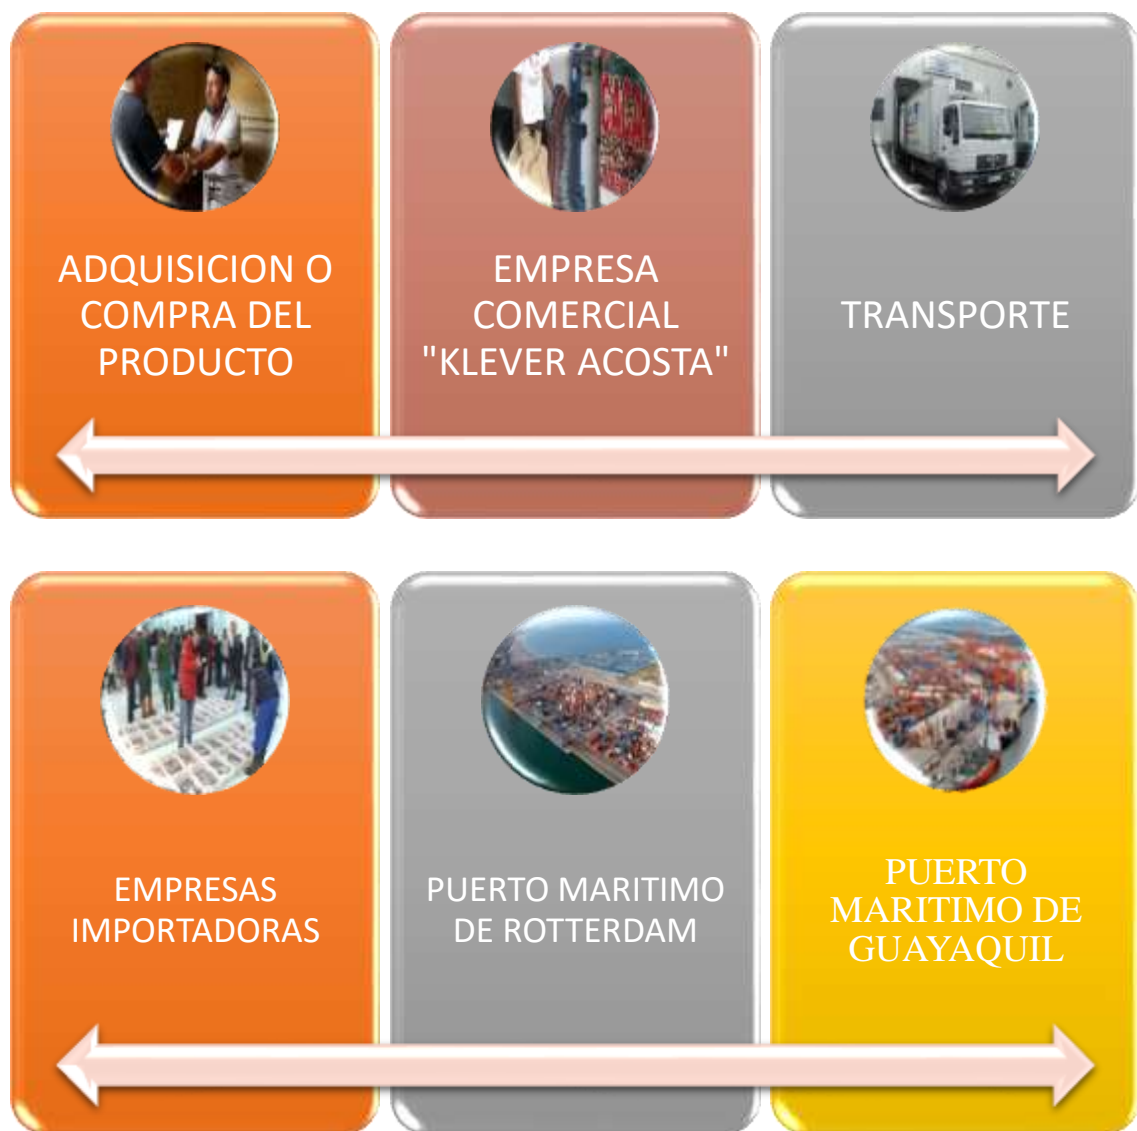 ADQUISICION O
COMPRA DEL
PRODUCTO
EMPRESA
COMERCIAL
"KLEVER ACOSTA"
TRANSPORTE
EMPRESAS
IMPORTADORAS
PUERTO MARITIMO
DE ROTTERDAM
PUERTO
MARITIMO DE
GUAYAQUIL